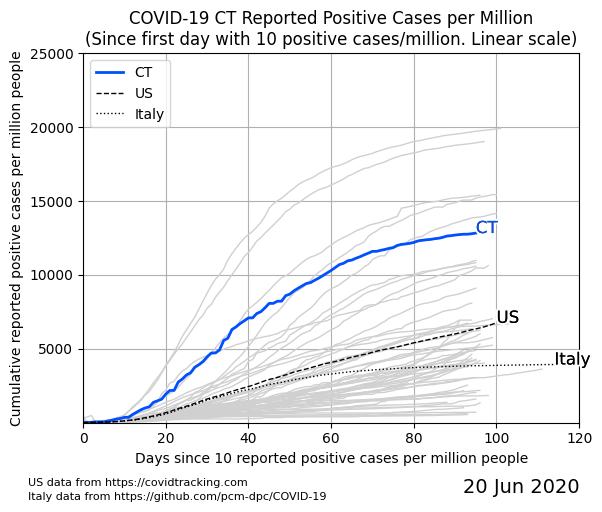 COVID-19 CT Reported Positive Cases per Million
(Since first day with 10 positive cases/million. Linear scale)
Cumulative reported positive cases per million people
25000
20000
15000
10000
5000
CT
US
Italy
CT
US
Italy
0 20 40 60 80 100 120
Days since 10 reported positive cases per million people
US data from https://covidtracking.com
Italy data from https://github.com/pcm-dpc/COVID-19
20 Jun 2020